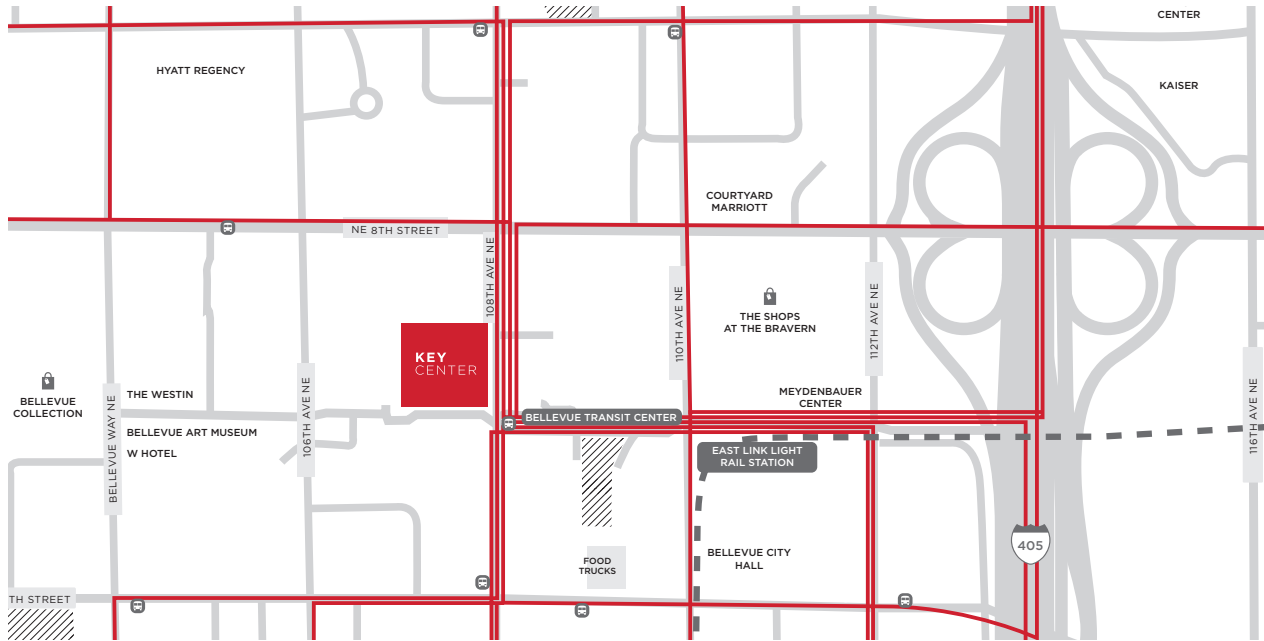 CENTER
HYATT REGENCY
KAISER
COURTYARD
MARRIOTT
NE 8TH STREET
108TH AVE NE
110TH AVE NE
112TH AVE NE
THE SHOPS
AT THE BRAVERN
KEY
CENTER
BELLEVUE
COLLECTION
THE WESTIN
106TH AVE NE
BELLEVUE WAY NE
MEYDENBAUER
CENTER
116TH AVE NE
BELLEVUE TRANSIT CENTER
BELLEVUE ART MUSEUM
W HOTEL
EAST LINK LIGHT
RAIL STATION
405
BELLEVUE CITY
HALL
FOOD
TRUCKS
TH STREET